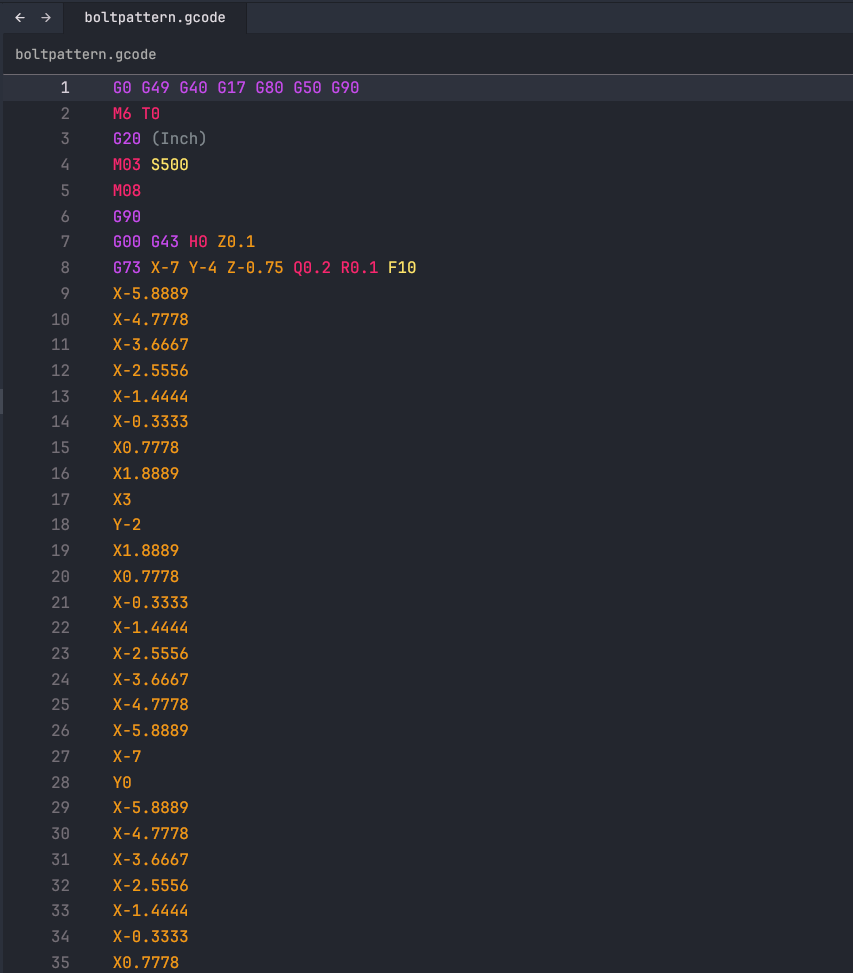 ← → boltpattern.gcode
boltpattern.gcode
1 G0 G49 G40 G17 G80 G50 G90
2 M6 T0
3 G20 (Inch)
4 M03 S500
5 M08
6 G90
7 G00 G43 H0 Z0.1
8 G73 X-7 Y-4 Z-0.75 Q0.2 R0.1 F10
9 X-5.8889
10 X-4.7778
11 X-3.6667
12 X-2.5556
13 X-1.4444
14 X-0.3333
15 X0.7778
16 X1.8889
17 X3
18 Y-2
19 X1.8889
20 X0.7778
21 X-0.3333
22 X-1.4444
23 X-2.5556
24 X-3.6667
25 X-4.7778
26 X-5.8889
27 X-7
28 Y0
29 X-5.8889
30 X-4.7778
31 X-3.6667
32 X-2.5556
33 X-1.4444
34 X-0.3333
35 X0.7778